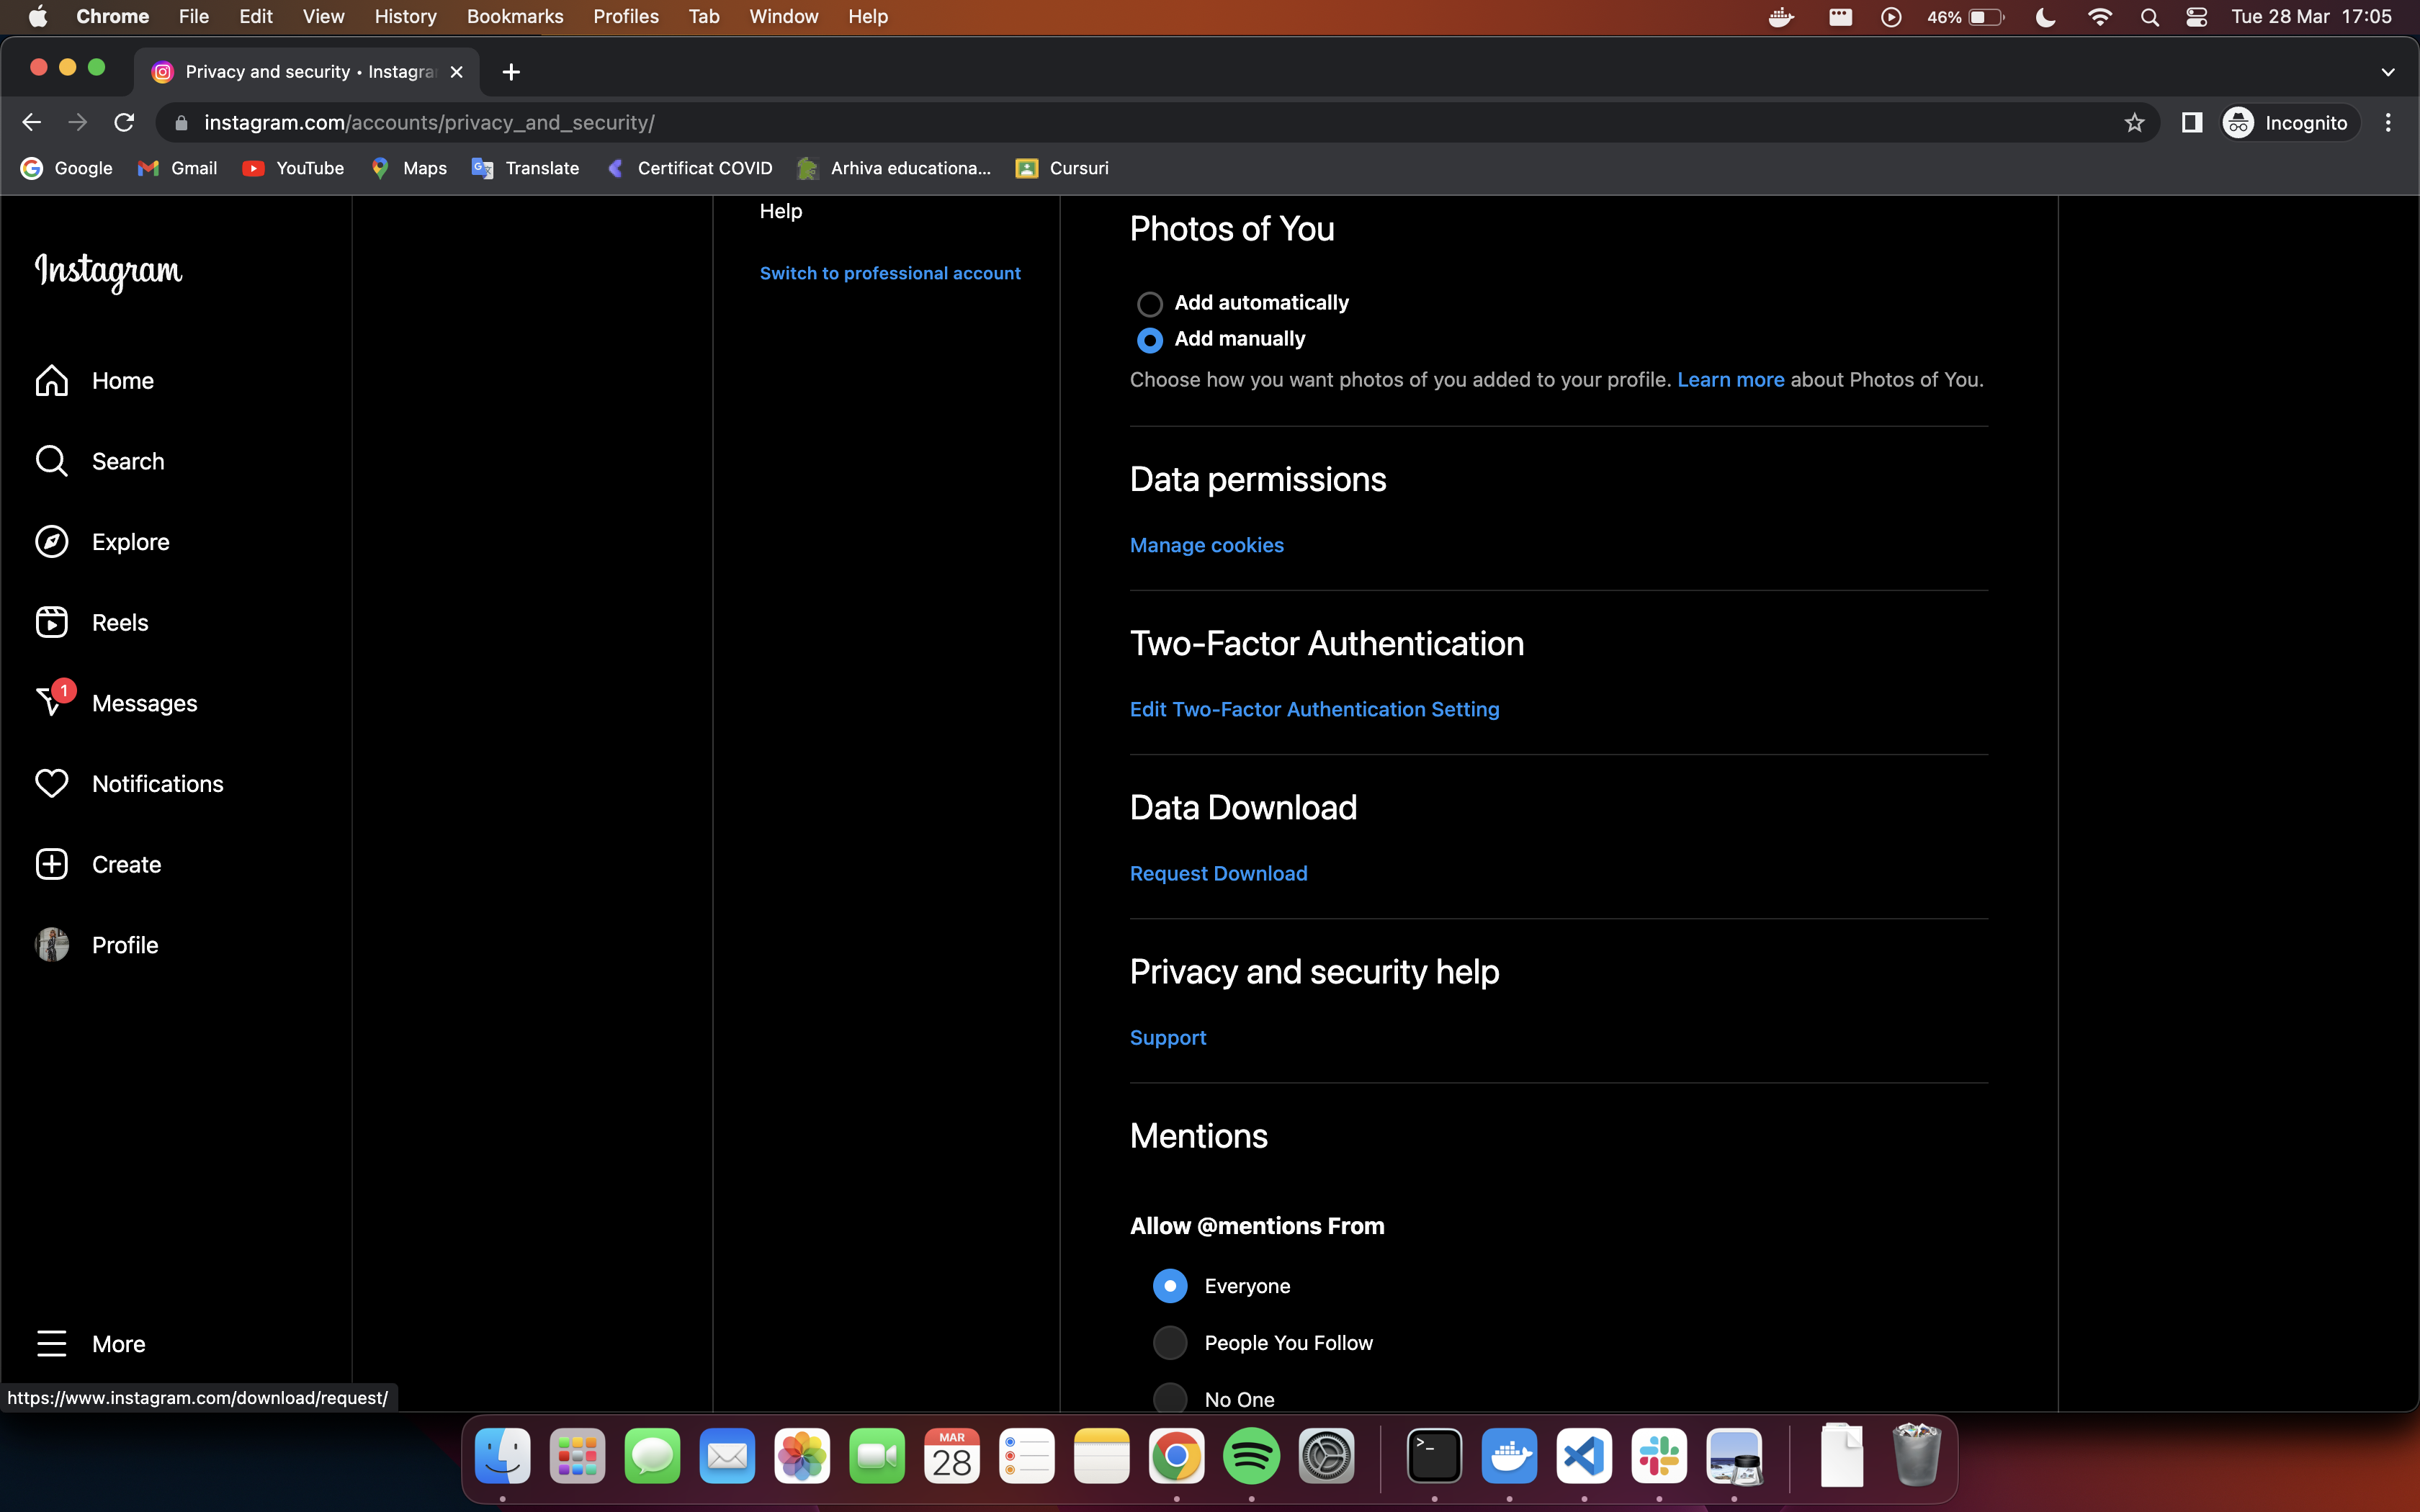 Chrome File Edit View History Bookmarks Profiles Tab Window Help 46% Tue 28 Mar 17:05
Privacy and security • Instagra
instagram.com/accounts/privacy_and_security/ Incognito
Google Gmail YouTube Maps Translate Certificat COVID Arhiva educationa... Cursuri
Instagram
Home
Search
Explore
Reels
1
Messages
Notifications
Create
Profile
More
https://www.instagram.com/download/request/
Help
Switch to professional account
Photos of You
Add automatically
Add manually
Choose how you want photos of you added to your profile. Learn more about Photos of You.
Data permissions
Manage cookies
Two-Factor Authentication
Edit Two-Factor Authentication Setting
Data Download
Request Download
Privacy and security help
Support
Mentions
Allow @mentions From
Everyone
People You Follow
No One
MAR
28